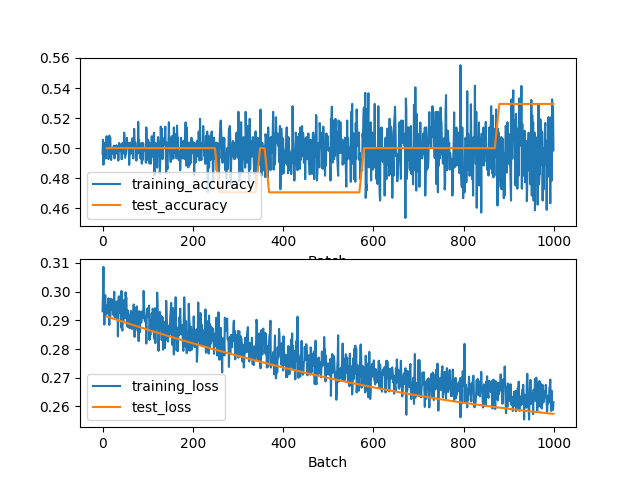 0.56
0.54
0.52
0.50
0.48
0.46
training_accuracy
test_accuracy
0 200 400 600 800 1000
Batch
0.31
0.30
0.29
0.28
0.27
0.26
training_loss
test_loss
0 200 400 600 800 1000
Batch